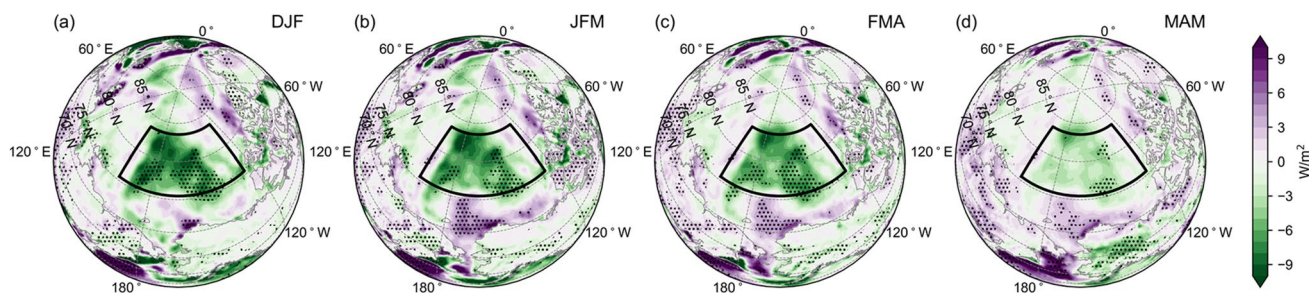 (a) DJF
0°
60° E
60° W
85° N
80° N
75° N
70° N
120° E
120° W
180°
(b) JFM
0°
60° E
60° W
85° N
80° N
75° N
70° N
120° E
120° W
180°
(c) FMA
0°
60° E
60° W
85° N
80° N
75° N
70° N
120° E
120° W
180°
(d) MAM
0°
60° E
60° W
85° N
80° N
75° N
70° N
120° E
120° W
180°
9
6
3
0
−3
−6
−9
W/m²